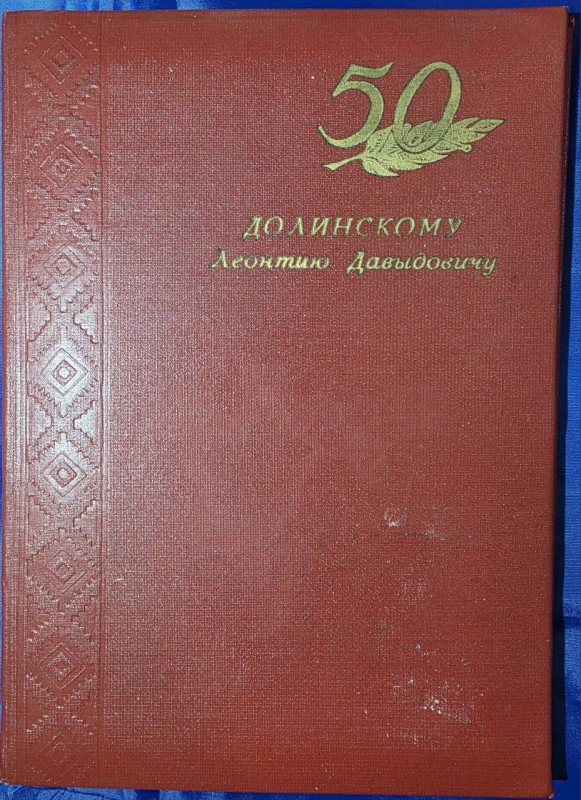 50
ДОЛИНСКОМУ
Леонтию Давыдовичу